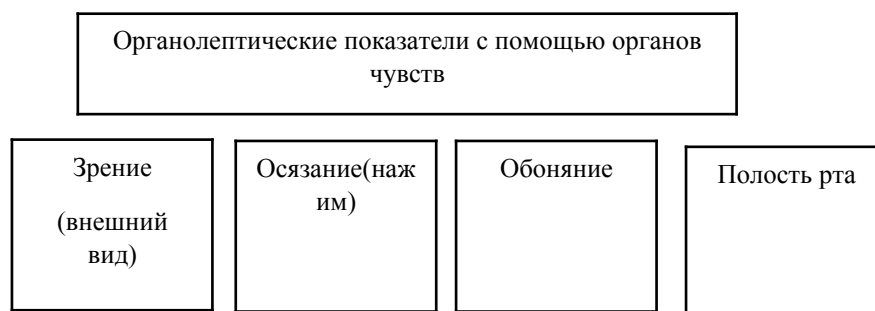 Органолептические показатели с помощью органов
чувств
Зрение
(внешний
вид)
Осязание(наж
им)
Обоняние
Полость рта